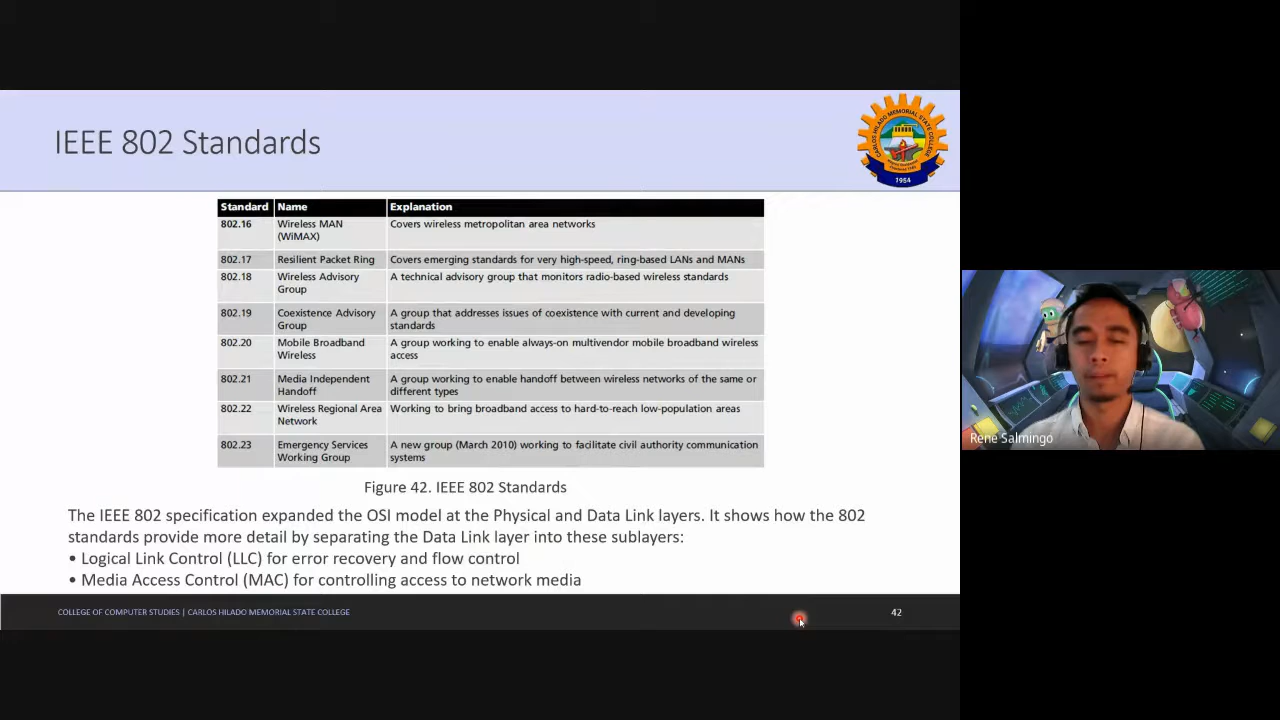 IEEE 802 Standards
CARLOS HILADO MEMORIAL STATE COLLEGE
1954
Standard Name Explanation
802.16 Wireless MAN Covers wireless metropolitan area networks
(WiMAX)
802.17 Resilient Packet Ring Covers emerging standards for very high-speed, ring-based LANs and MANs
802.18 Wireless Advisory A technical advisory group that monitors radio-based wireless standards
Group
802.19 Coexistence Advisory A group that addresses issues of coexistence with current and developing
Group standards
802.20 Mobile Broadband A group working to enable always-on multivendor mobile broadband wireless
Wireless access
802.21 Media Independent A group working to enable handoff between wireless networks of the same or
Handoff different types
802.22 Wireless Regional Area Working to bring broadband access to hard-to-reach low-population areas
Network
802.23 Emergency Services A new group (March 2010) working to facilitate civil authority communication
Working Group systems
Figure 42. IEEE 802 Standards
The IEEE 802 specification expanded the OSI model at the Physical and Data Link layers. It shows how the 802
standards provide more detail by separating the Data Link layer into these sublayers:
• Logical Link Control (LLC) for error recovery and flow control
• Media Access Control (MAC) for controlling access to network media
COLLEGE OF COMPUTER STUDIES | CARLOS HILADO MEMORIAL STATE COLLEGE
42
Rene Salmingo